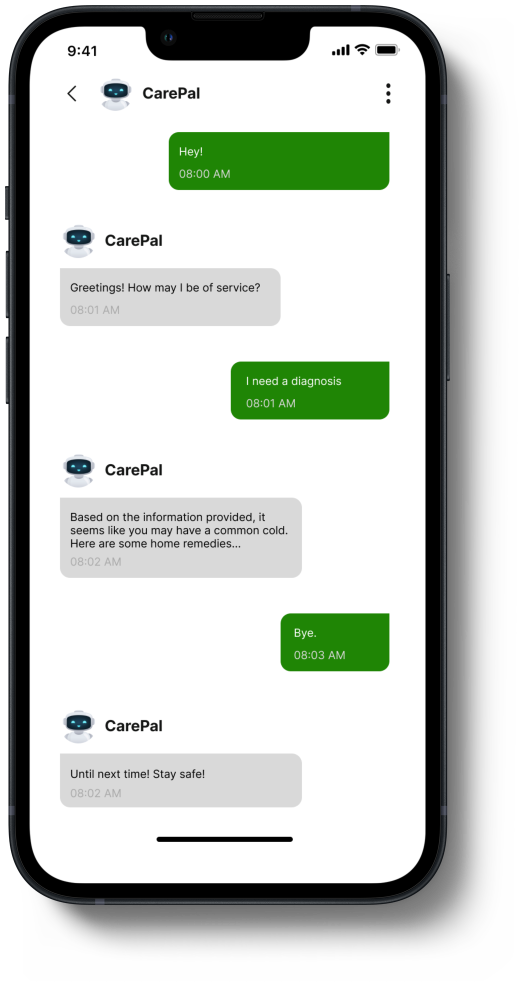 9:41
CarePal
Hey!
08:00 AM
CarePal
Greetings! How may I be of service?
08:01 AM
I need a diagnosis
08:01 AM
CarePal
Based on the information provided, it
seems like you may have a common cold.
Here are some home remedies...
08:02 AM
Bye.
08:03 AM
CarePal
Until next time! Stay safe!
08:02 AM